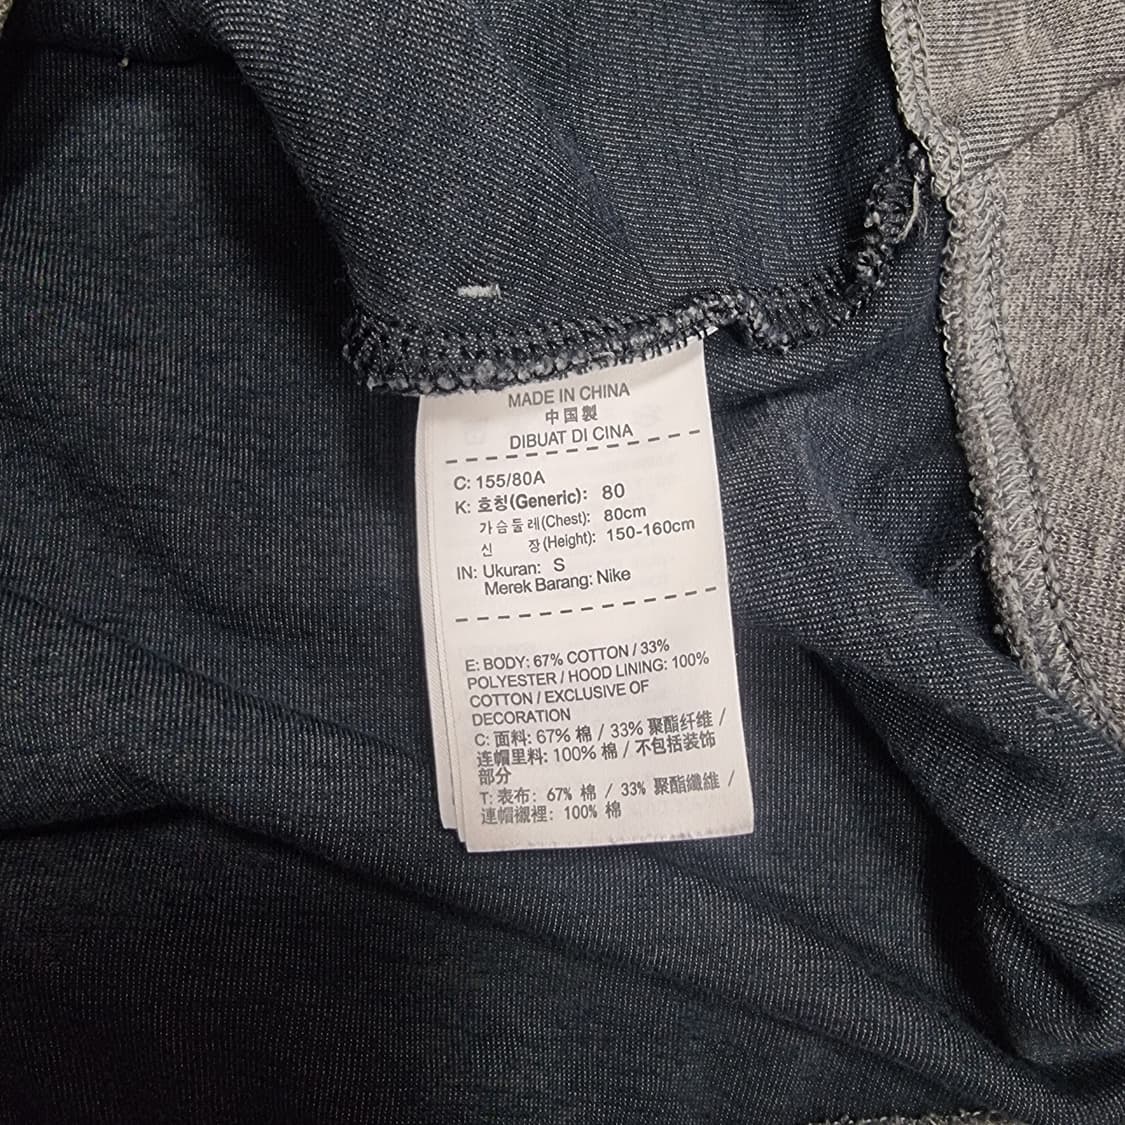 MADE IN CHINA
中国製
DIBUAT DI CINA
C: 155/80A
K: 호칭(Generic): 80
가슴둘레(Chest): 80cm
신 장(Height): 150-160cm
IN: Ukuran: S
Merek Barang: Nike
E: BODY: 67% COTTON / 33%
POLYESTER / HOOD LINING: 100%
COTTON / EXCLUSIVE OF
DECORATION
C: 面料: 67% 棉 / 33% 聚酯纤维 /
连帽里料: 100% 棉 / 不包括装饰
部分
T: 表布: 67% 棉 / 33% 聚酯纖維 /
連帽襯裡: 100% 棉